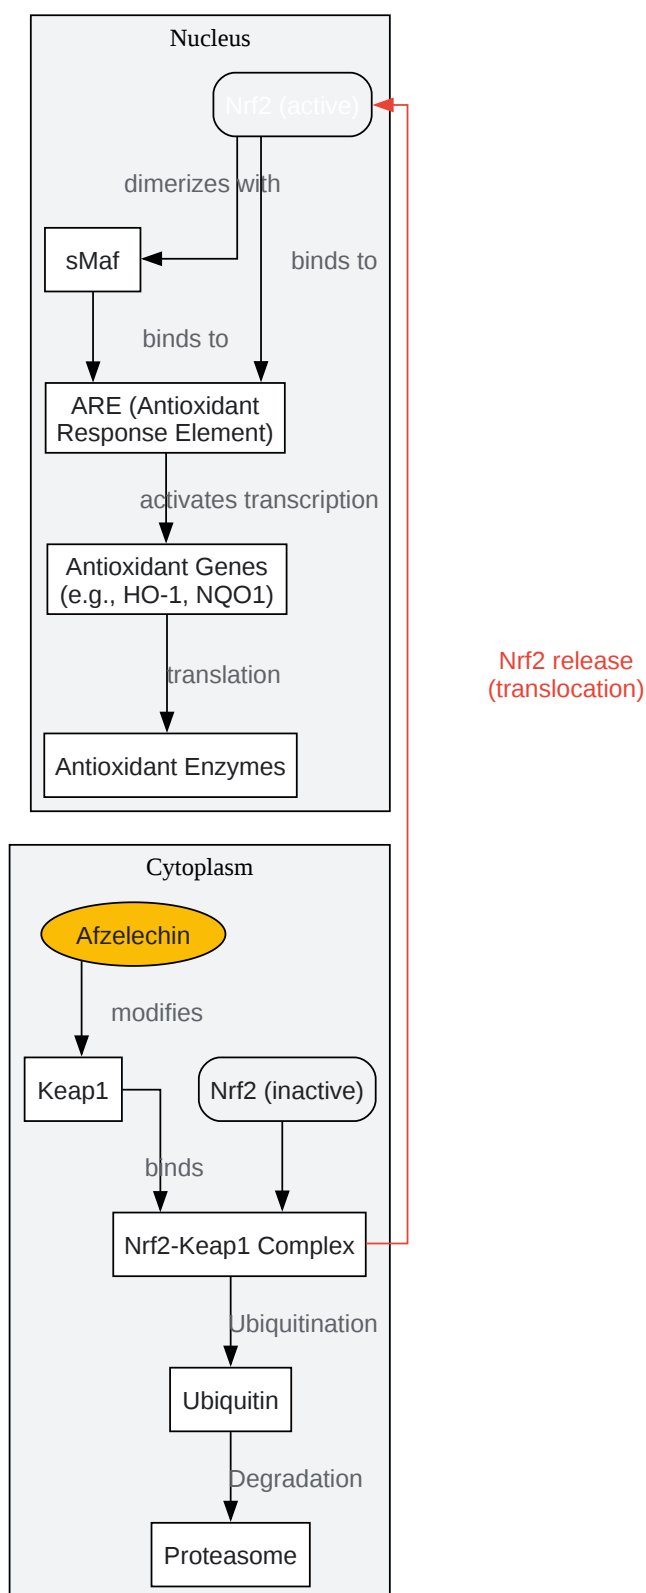 Nucleus
Nrf2 (active)
dimerizes with
sMaf
binds to
binds to
ARE (Antioxidant
Response Element)
activates transcription
Antioxidant Genes
(e.g., HO-1, NQO1)
Nrf2 release
(translocation)
translation
Antioxidant Enzymes
Cytoplasm
Afzelechin
modifies
Keap1
Nrf2 (inactive)
binds
Nrf2-Keap1 Complex
Ubiquitination
Ubiquitin
Degradation
Proteasome